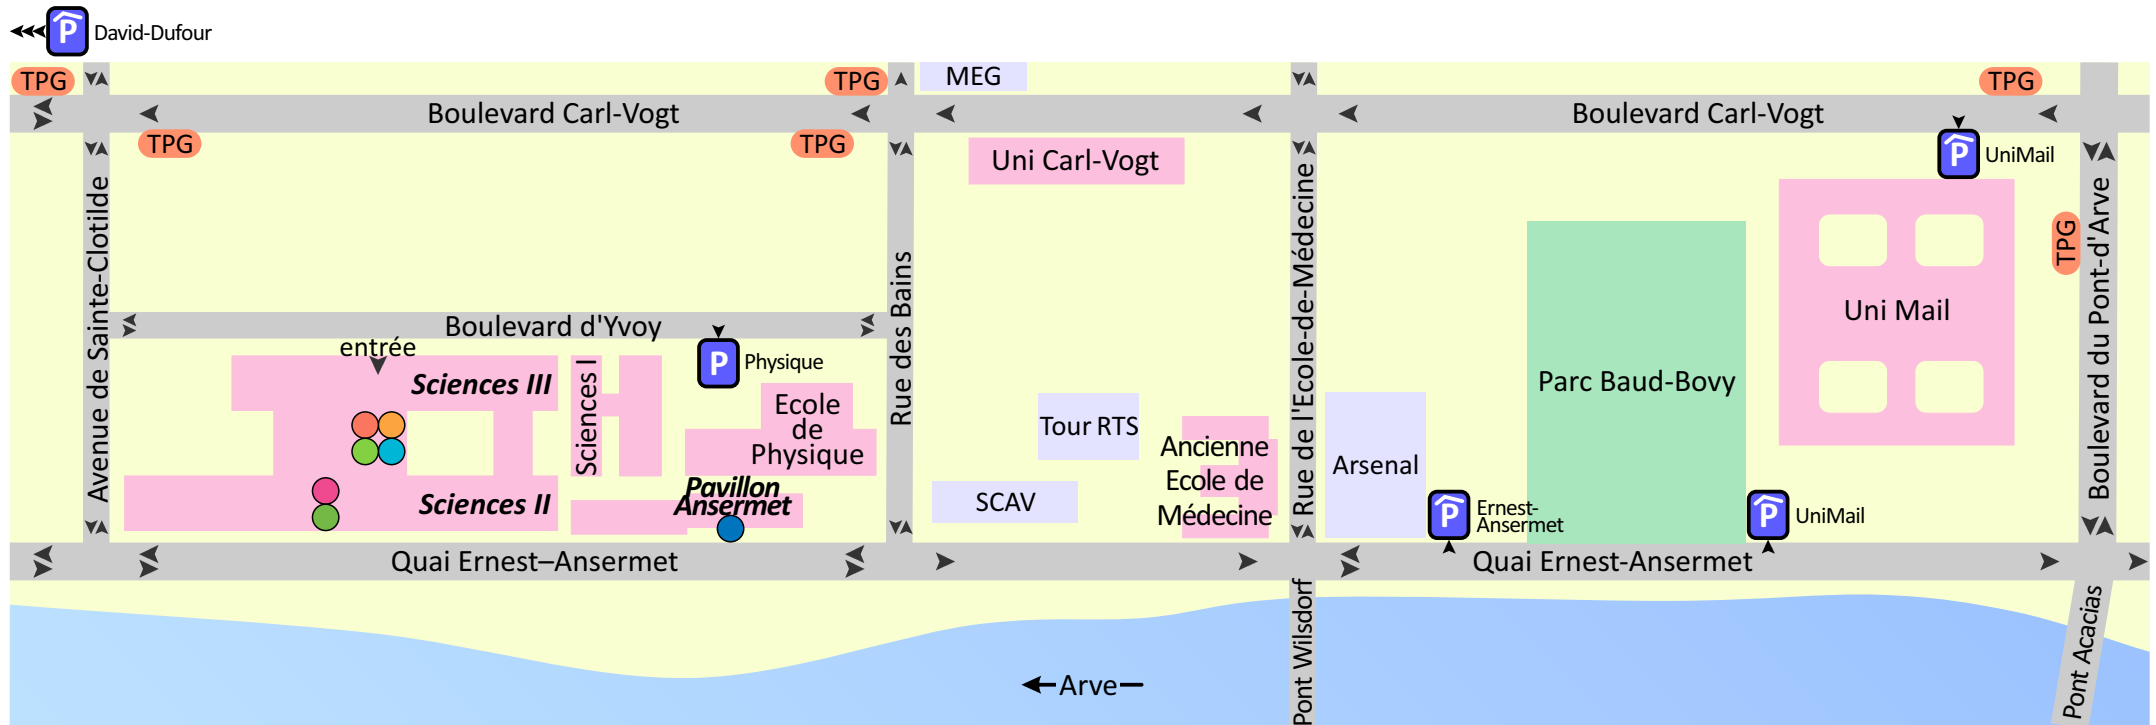 P David-Dufour
TPG
TPG
MEG
TPG
Boulevard Carl-Vogt
Boulevard Carl-Vogt
TPG
TPG
Uni Carl-Vogt
P UniMail
Avenue de Sainte-Clotilde
Rue des Bains
Rue de l'Ecole-de-Médecine
TPG
Boulevard du Pont-d'Arve
Uni Mail
Boulevard d'Yvoy
entrée
P Physique
Sciences III
Sciences I
Ecole
de
Physique
Parc Baud-Bovy
Tour RTS
Ancienne
Ecole de
Médecine
Arsenal
Pavillon
Ansermet
Sciences II
SCAV
P Ernest-
Ansermet
P UniMail
Quai Ernest–Ansermet
Quai Ernest-Ansermet
Pont Wilsdorf
Pont Acacias
Arve